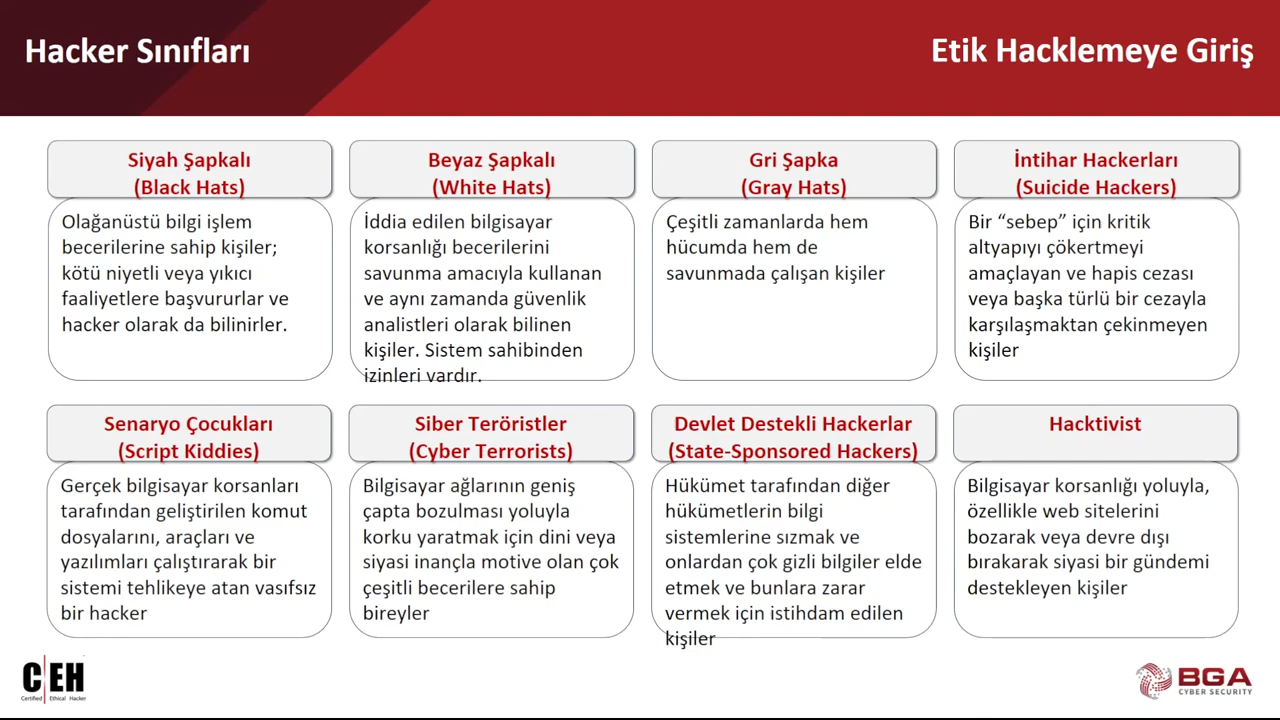 Hacker Sınıfları
Etik Hacklemeye Giriş
Siyah Şapkalı
(Black Hats)
Olağanüstü bilgi işlem
becerilerine sahip kişiler;
kötü niyetli veya yıkıcı
faaliyetlere başvururlar ve
hacker olarak da bilinirler.
Beyaz Şapkalı
(White Hats)
İddia edilen bilgisayar
korsanlığı becerilerini
savunma amacıyla kullanan
ve aynı zamanda güvenlik
analistleri olarak bilinen
kişiler. Sistem sahibinden
izinleri vardır.
Gri Şapka
(Gray Hats)
Çeşitli zamanlarda hem
hücumda hem de
savunmada çalışan kişiler
İntihar Hackerları
(Suicide Hackers)
Bir “sebep” için kritik
altyapıyı çökertmeyi
amaçlayan ve hapis cezası
veya başka türlü bir cezayla
karşılaşmaktan çekinmeyen
kişiler
Senaryo Çocukları
(Script Kiddies)
Gerçek bilgisayar korsanları
tarafından geliştirilen komut
dosyalarını, araçları ve
yazılımları çalıştırarak bir
sistemi tehlikeye atan vasıfsız
bir hacker
Siber Teröristler
(Cyber Terrorists)
Bilgisayar ağlarının geniş
çapta bozulması yoluyla
korku yaratmak için dini veya
siyasi inançla motive olan çok
çeşitli becerilere sahip
bireyler
Devlet Destekli Hackerlar
(State-Sponsored Hackers)
Hükümet tarafından diğer
hükümetlerin bilgi
sistemlerine sızmak ve
onlardan çok gizli bilgiler elde
etmek ve bunlara zarar
vermek için istihdam edilen
kişiler
Hacktivist
Bilgisayar korsanlığı yoluyla,
özellikle web sitelerini
bozarak veya devre dışı
bırakarak siyasi bir gündemi
destekleyen kişiler
C|EH
Certified Ethical Hacker
BGA
CYBER SECURITY